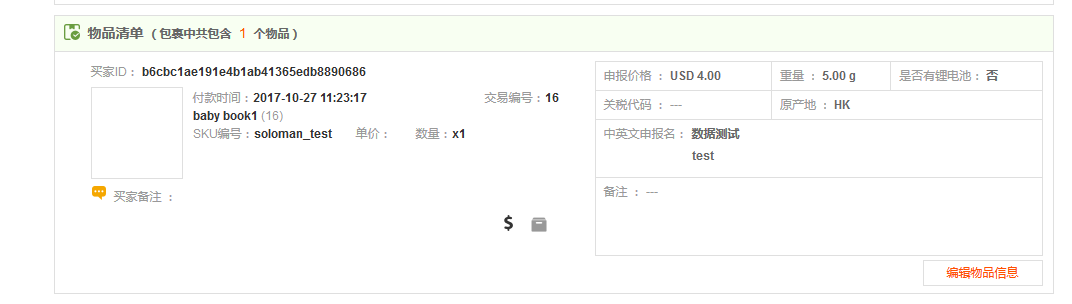 物品清单 ( 包裹中共包含 1 个物品 )
买家ID： b6cbc1ae191e4b1ab41365edb8890686
付款时间：2017-10-27 11:23:17 交易编号：16
baby book1 (16)
SKU编号：soloman_test 单价： 数量：x1
买家备注 ：
$
申报价格 ： USD 4.00 重量 ： 5.00 g 是否有锂电池： 否
关税代码 ： --- 原产地 ： HK
中英文申报名： 数据测试
test
备注 ： ---
编辑物品信息